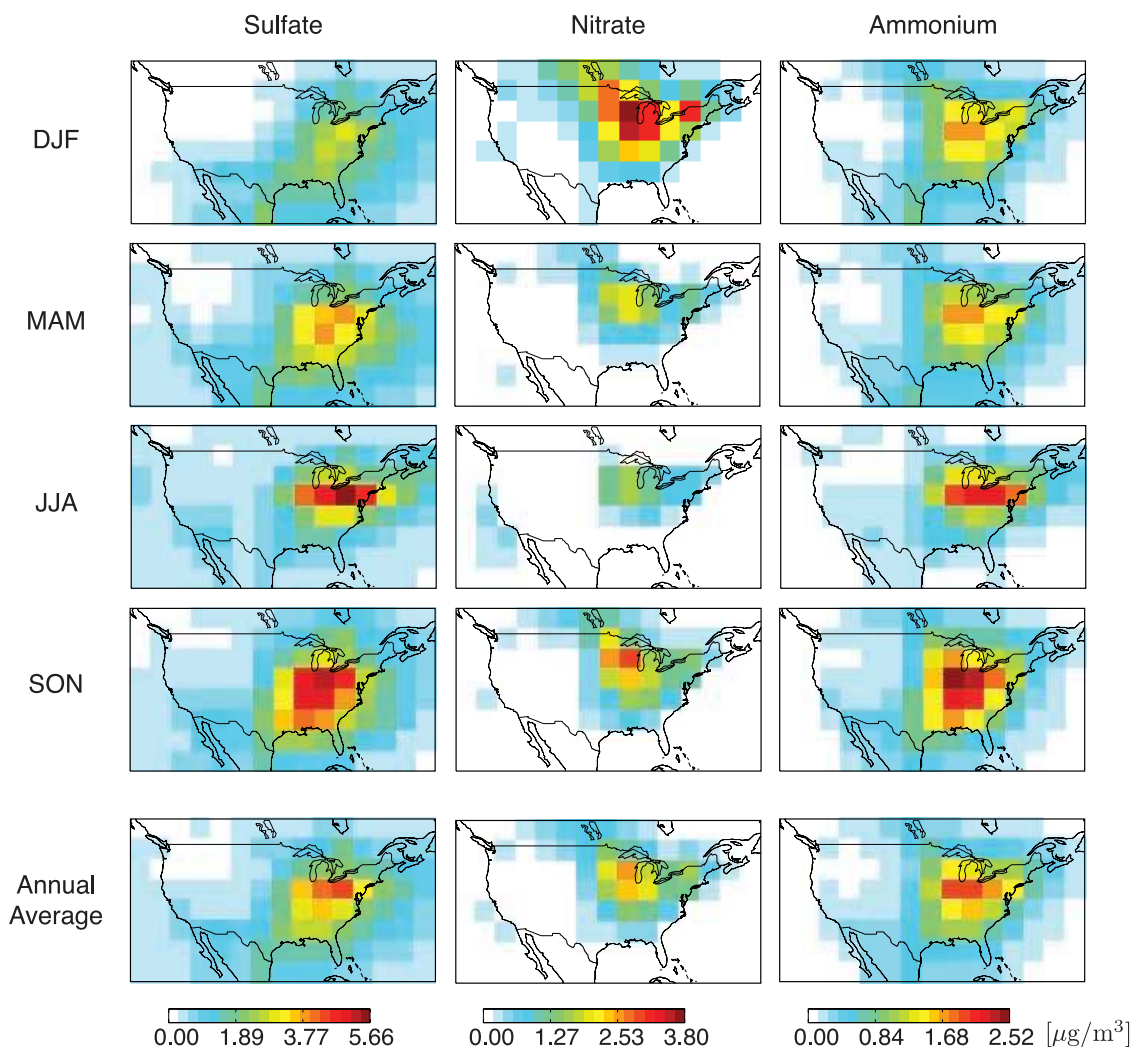 Sulfate Nitrate Ammonium
DJF
MAM
JJA
SON
Annual
Average
0.00 1.89 3.77 5.66 0.00 1.27 2.53 3.80 0.00 0.84 1.68 2.52 [μg/m³]